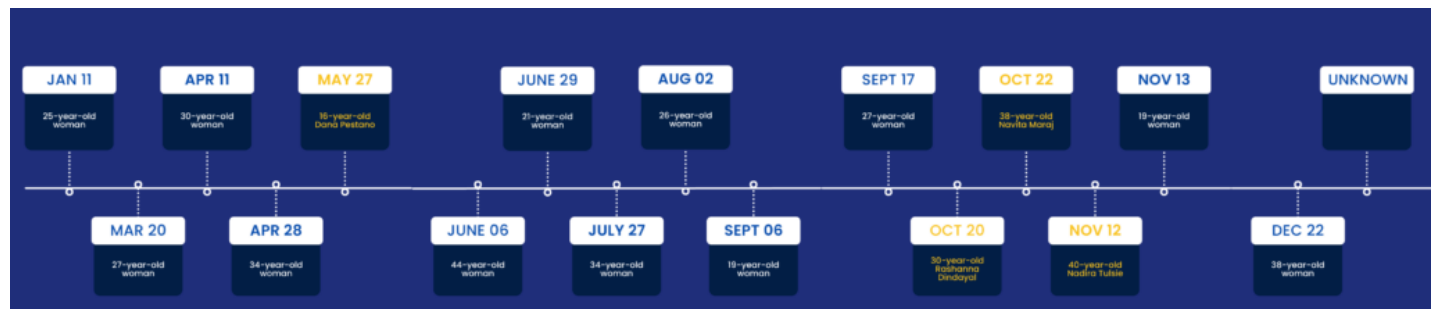 JAN 11
25-year-old
woman
MAR 20
27-year-old
woman
APR 11
30-year-old
woman
APR 28
34-year-old
woman
MAY 27
16-year-old
Dana Pestano
JUNE 06
44-year-old
woman
JUNE 29
21-year-old
woman
JULY 27
34-year-old
woman
AUG 02
26-year-old
woman
SEPT 06
19-year-old
woman
SEPT 17
27-year-old
woman
OCT 20
30-year-old
Rashanna
Dindayal
OCT 22
38-year-old
Navita Maraj
NOV 12
40-year-old
Nadira Tulsie
NOV 13
19-year-old
woman
DEC 22
38-year-old
woman
UNKNOWN